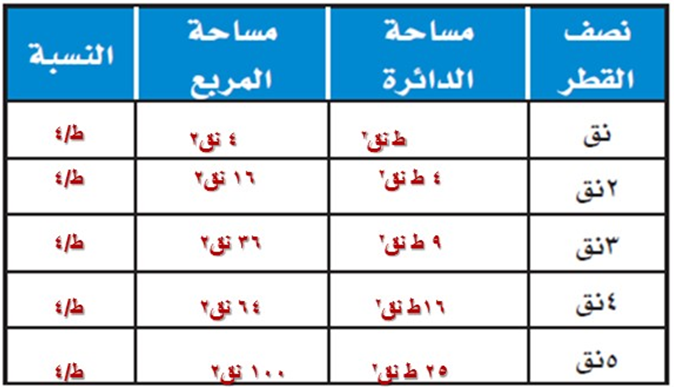 نصف القطر	مساحة الدائرة	مساحة المربع	النسبة
نق	ط نق٢	٤ نق٢	ط/٤
٢نق	٤ ط نق٢	١٦ نق٢	ط/٤
٣نق	٩ ط نق٢	٣٦ نق٢	ط/٤
٤نق	١٦ط نق٢	٦٤ نق٢	ط/٤
٥نق	٢٥ ط نق٢	١٠٠ نق٢	ط/٤